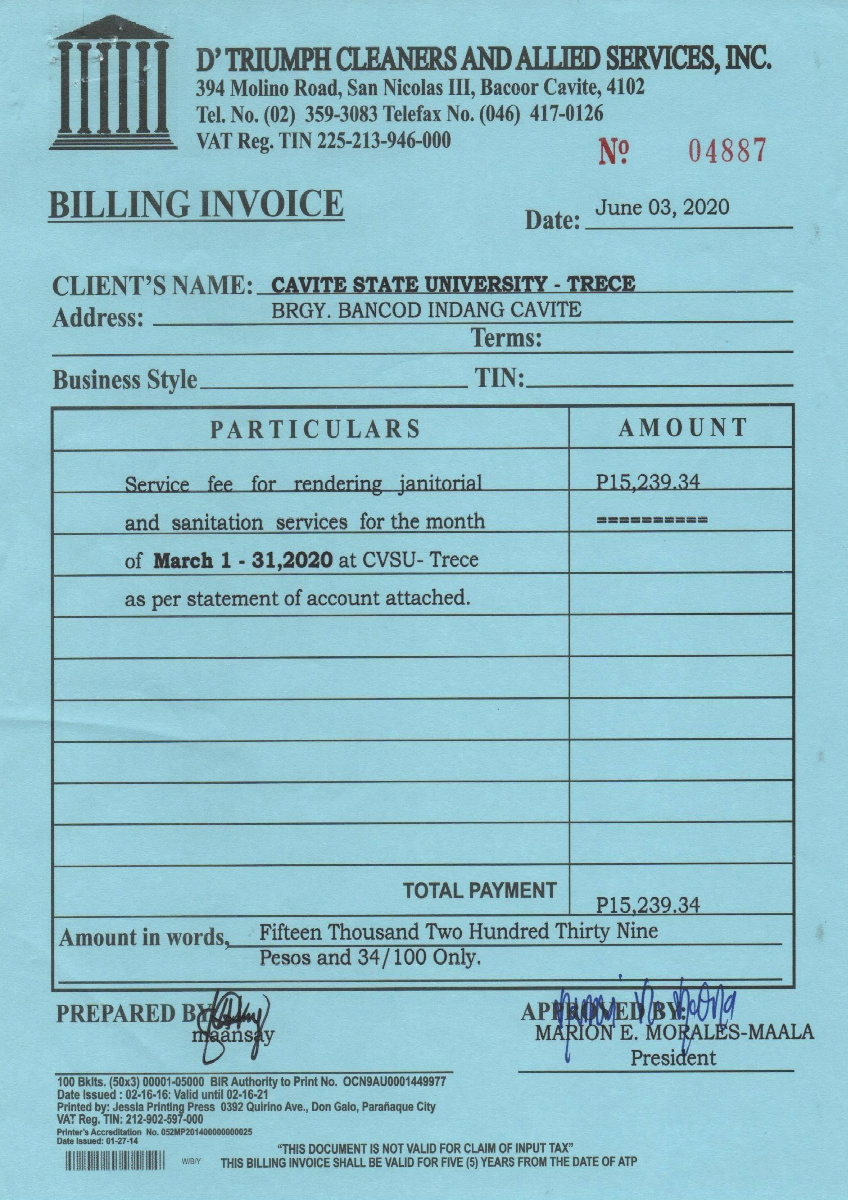 D' TRIUMPH CLEANERS AND ALLIED SERVICES, INC.
394 Molino Road, San Nicolas III, Bacoor Cavite, 4102
Tel. No. (02) 359-3083 Telefax No. (046) 417-0126
VAT Reg. TIN 225-213-946-000
Nº 04887
BILLING INVOICE
Date: June 03, 2020
CLIENT'S NAME: CAVITE STATE UNIVERSITY - TRECE
Address: BRGY. BANCOD INDANG CAVITE
Terms:
Business Style TIN:
PARTICULARS AMOUNT
Service fee for rendering janitorial P15,239.34
and sanitation services for the month ==========
of March 1 - 31,2020 at CVSU- Trece
as per statement of account attached.
TOTAL PAYMENT P15,239.34
Amount in words, Fifteen Thousand Two Hundred Thirty Nine
Pesos and 34/100 Only.
PREPARED BY: APPROVED BY:
maansay MARION E. MORALES-MAALA
President
100 Bklts. (50x3) 00001-05000 BIR Authority to Print No. OCN9AU0001449977
Date Issued : 02-16-16: Valid until 02-16-21
Printed by: Jessia Printing Press 0392 Quirino Ave., Don Galo, Parañaque City
VAT Reg. TIN: 212-902-597-000
Printer's Accreditation No. 052MP201400000000025
Date Issued: 01-27-14
W/B/Y
"THIS DOCUMENT IS NOT VALID FOR CLAIM OF INPUT TAX"
THIS BILLING INVOICE SHALL BE VALID FOR FIVE (5) YEARS FROM THE DATE OF ATP